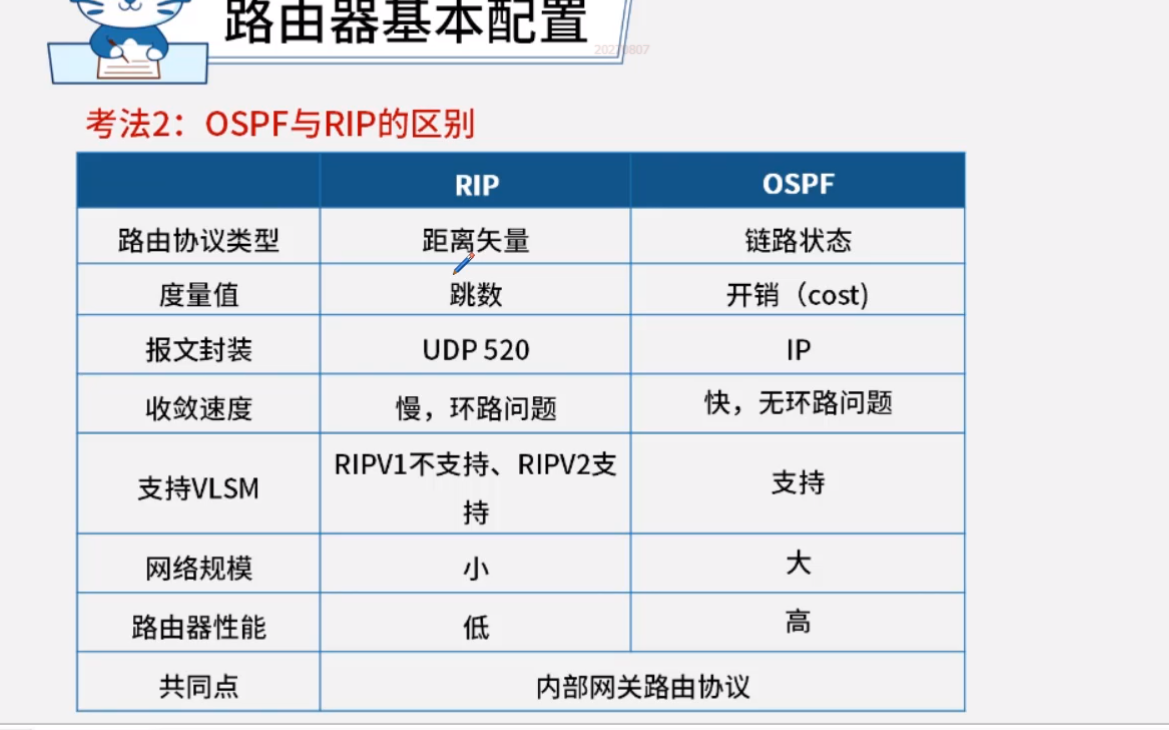 路由器基本配置
20220807
考法2：OSPF与RIP的区别
RIP OSPF
路由协议类型 距离矢量 链路状态
度量值 跳数 开销（cost)
报文封装 UDP 520 IP
收敛速度 慢，环路问题 快，无环路问题
支持VLSM RIPV1不支持、RIPV2支 支持
持
网络规模 小 大
路由器性能 低 高
共同点 内部网关路由协议